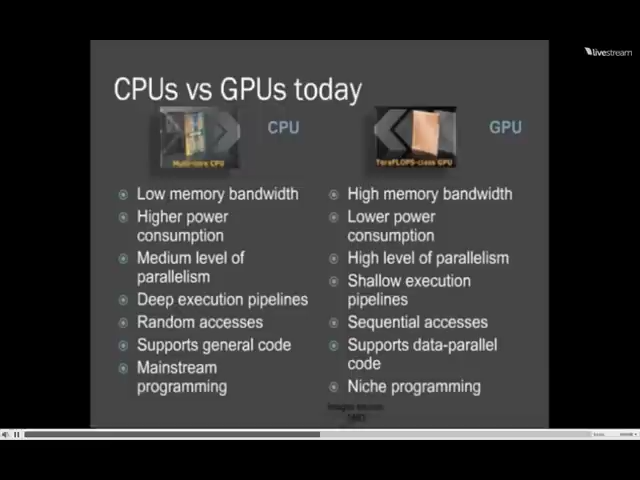 livestream
CPUs vs GPUs today
CPU
GPU
Multi-core CPU
TeraFLOPS-class GPU
Low memory bandwidth
Higher power
consumption
Medium level of
parallelism
Deep execution pipelines
Random accesses
Supports general code
Mainstream
programming
High memory bandwidth
Lower power
consumption
High level of parallelism
Shallow execution
pipelines
Sequential accesses
Supports data-parallel
code
Niche programming